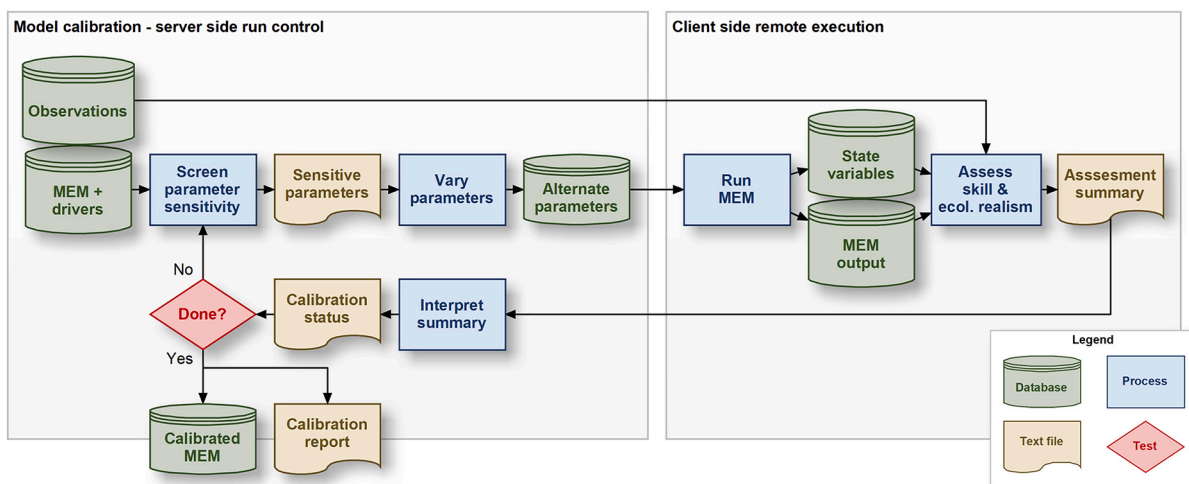 Model calibration - server side run control
Client side remote execution
Observations
MEM +
drivers
Screen
parameter
sensitivity
Sensitive
parameters
Vary
parameters
Alternate
parameters
Run
MEM
State
variables
MEM
output
Assess
skill &
ecol. realism
Asssesment
summary
No
Done?
Yes
Calibration
status
Interpret
summary
Calibrated
MEM
Calibration
report
Legend
Database
Process
Text file
Test